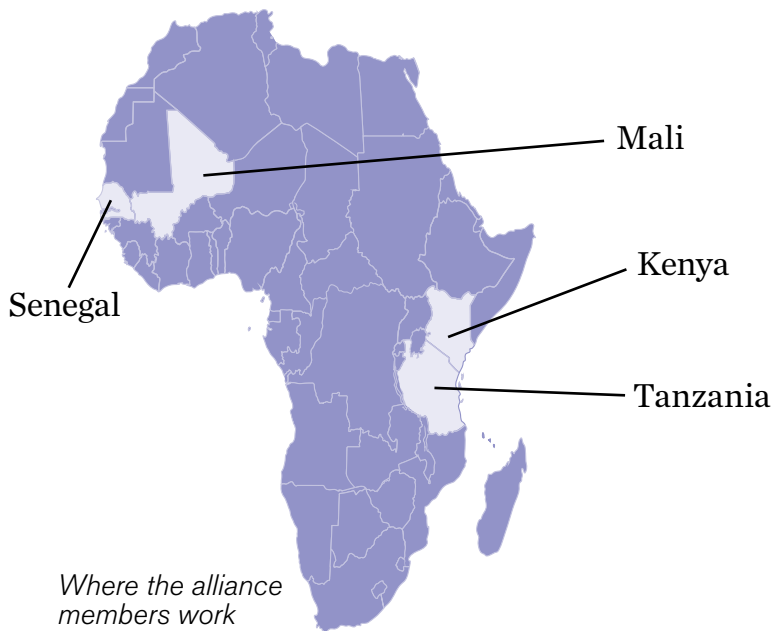 Mali
Kenya
Senegal
Tanzania
Where the alliance
members work